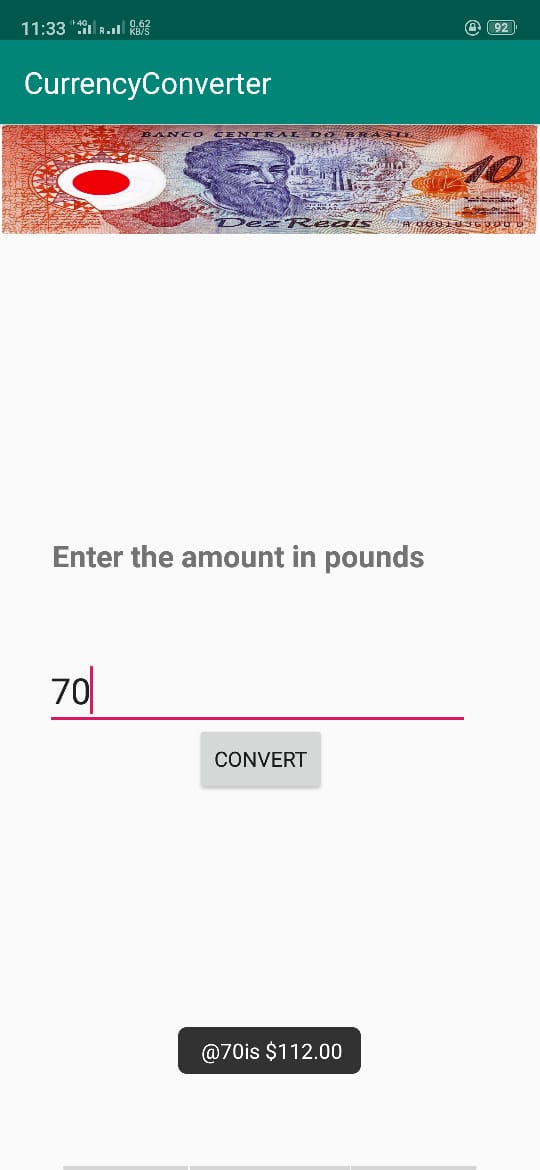 11:33 4G R 0.62 KB/S 92
CurrencyConverter
BANCO CENTRAL DO BRASIL
10
Dez Reais
Enter the amount in pounds
70
CONVERT
@70is $112.00